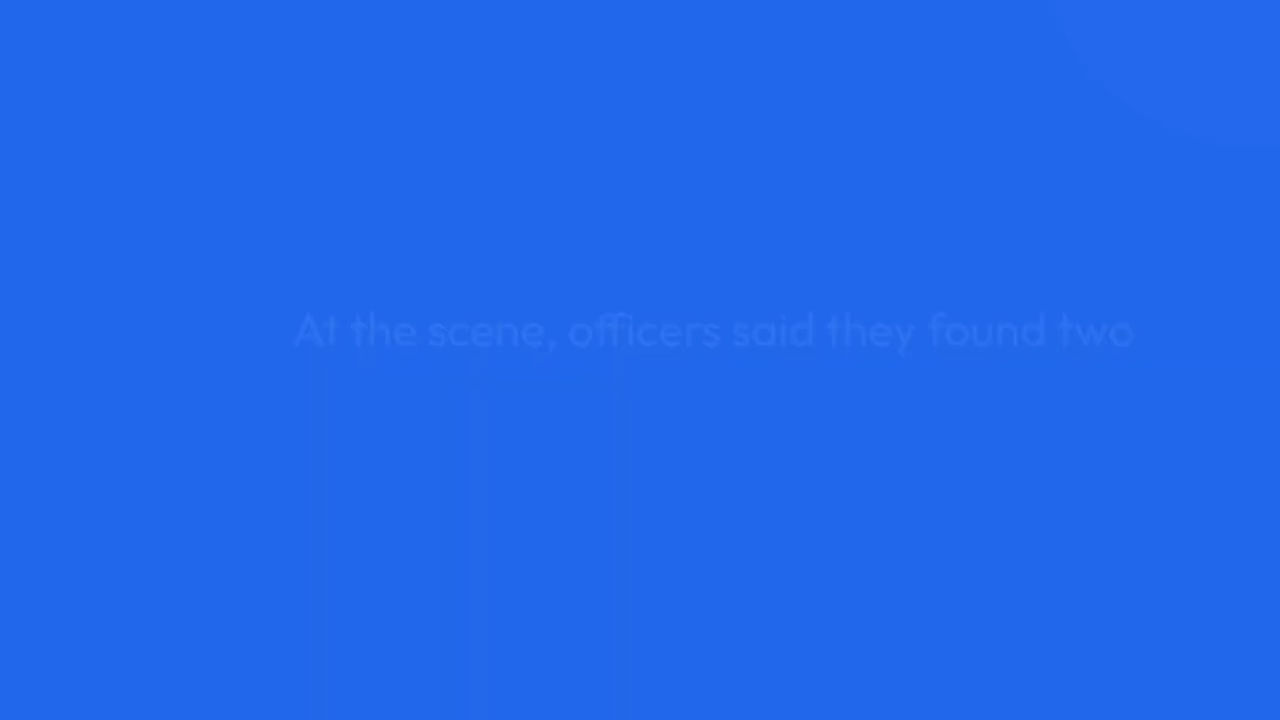 At the scene, officers said they found two